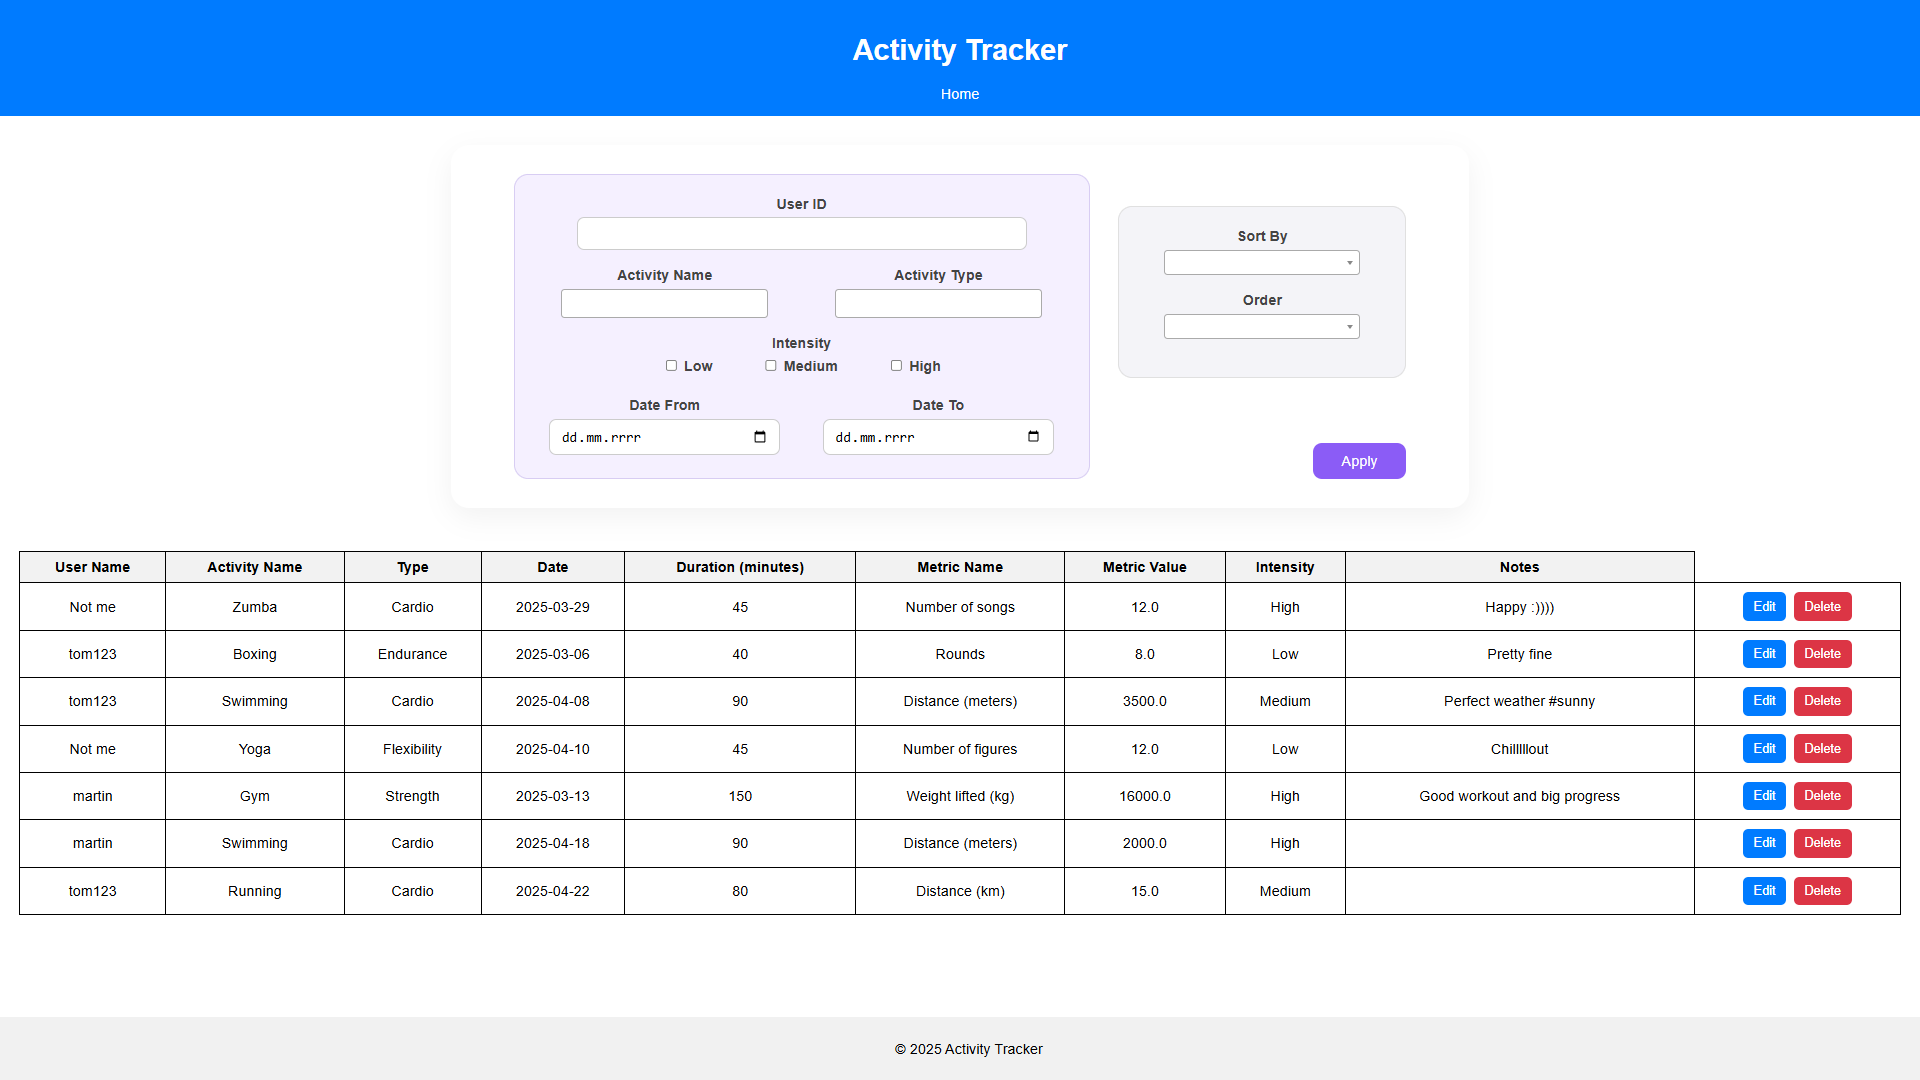 Activity Tracker
Home
User ID
Activity Name Activity Type
Intensity
Low Medium High
Date From Date To
dd.mm.rrrr dd.mm.rrrr
Sort By
Order
Apply
User Name Activity Name Type Date Duration (minutes) Metric Name Metric Value Intensity Notes
Not me Zumba Cardio 2025-03-29 45 Number of songs 12.0 High Happy :)))) Edit Delete
tom123 Boxing Endurance 2025-03-06 40 Rounds 8.0 Low Pretty fine Edit Delete
tom123 Swimming Cardio 2025-04-08 90 Distance (meters) 3500.0 Medium Perfect weather #sunny Edit Delete
Not me Yoga Flexibility 2025-04-10 45 Number of figures 12.0 Low Chillllllout Edit Delete
martin Gym Strength 2025-03-13 150 Weight lifted (kg) 16000.0 High Good workout and big progress Edit Delete
martin Swimming Cardio 2025-04-18 90 Distance (meters) 2000.0 High Edit Delete
tom123 Running Cardio 2025-04-22 80 Distance (km) 15.0 Medium Edit Delete
© 2025 Activity Tracker